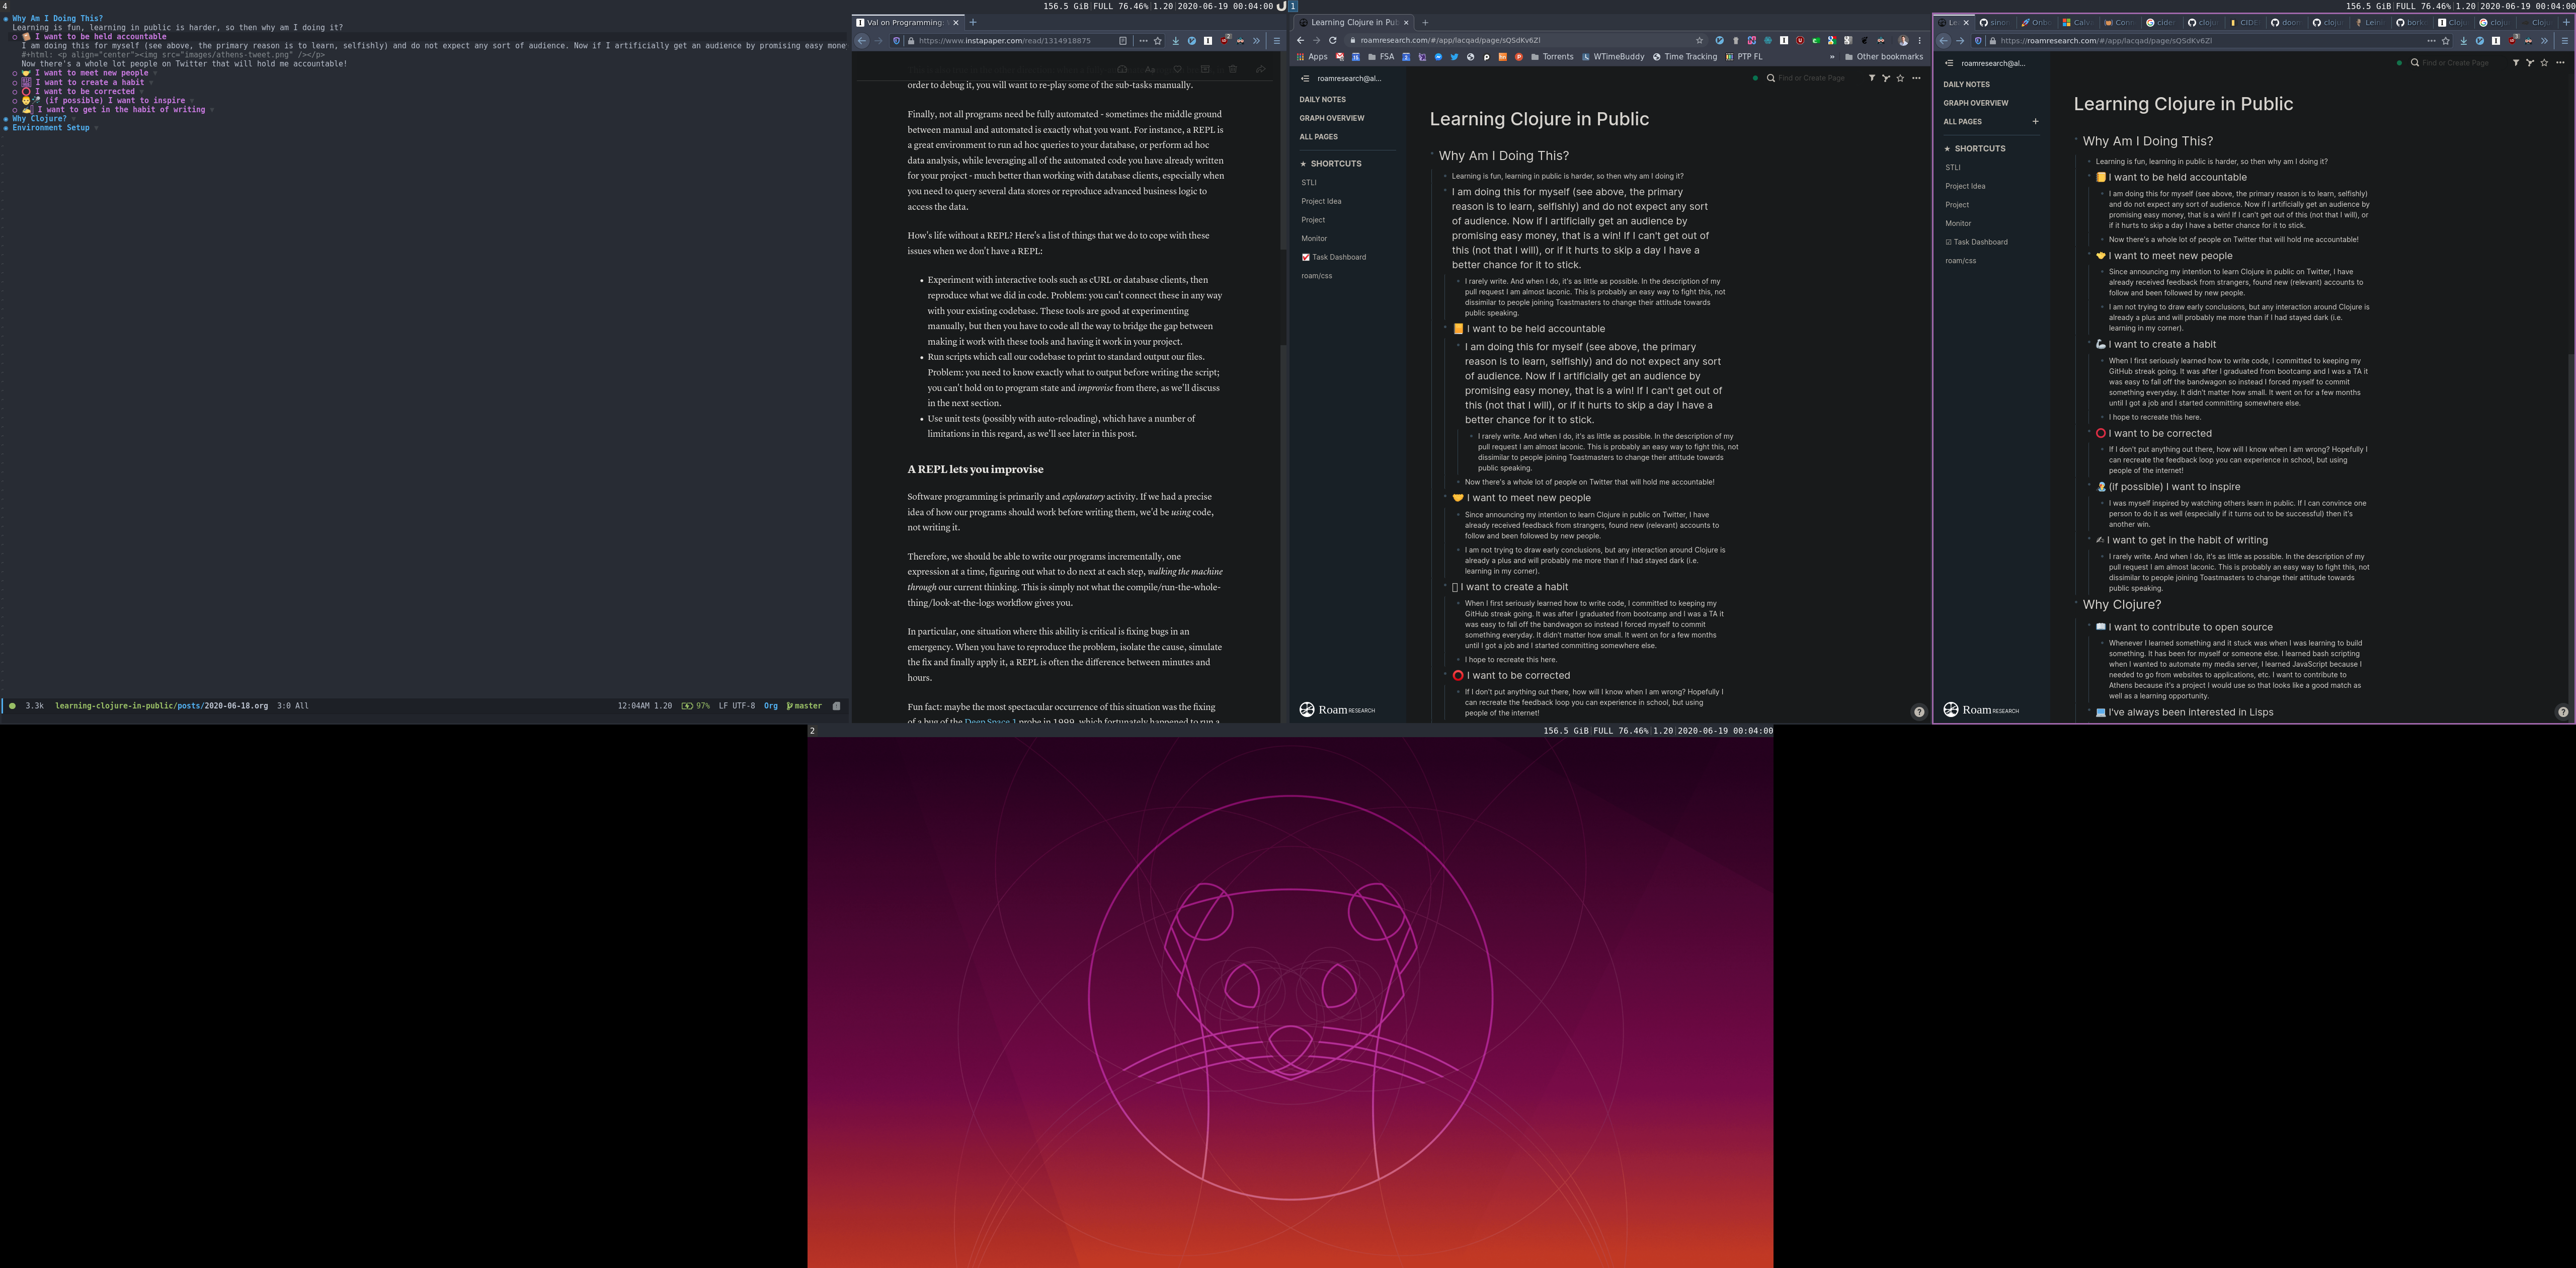 4
156.5 GiB|FULL 76.46%|1.20|2020-06-19 00:04:00
Why Am I Doing This?
Learning is fun, learning in public is harder, so then why am I doing it?
I want to be held accountable
I am doing this for myself (see above, the primary reason is to learn, selfishly) and do not expect any sort of audience. Now if I artificially get an audience by promising easy mone
#+html: <p align="center"><img src="images/athens-tweet.png" /></p>
Now there's a whole lot people on Twitter that will hold me accountable!
I want to meet new people
I want to create a habit
I want to be corrected
(if possible) I want to inspire
I want to get in the habit of writing
Why Clojure?
Environment Setup
3.3k learning-clojure-in-public/posts/2020-06-18.org 3:0 All
12:04AM 1.20 97% LF UTF-8 Org master
Val on Programming:
https://www.instapaper.com/read/1314918875
order to debug it, you will want to re-play some of the sub-tasks manually.
Finally, not all programs need be fully automated - sometimes the middle ground
between manual and automated is exactly what you want. For instance, a REPL is
a great environment to run ad hoc queries to your database, or perform ad hoc
data analysis, while leveraging all of the automated code you have already written
for your project - much better than working with database clients, especially when
you need to query several data stores or reproduce advanced business logic to
access the data.
How's life without a REPL? Here's a list of things that we do to cope with these
issues when we don't have a REPL:
Experiment with interactive tools such as cURL or database clients, then
reproduce what we did in code. Problem: you can't connect these in any way
with your existing codebase. These tools are good at experimenting
manually, but then you have to code all the way to bridge the gap between
making it work with these tools and having it work in your project.
Run scripts which call our codebase to print to standard output our files.
Problem: you need to know exactly what to output before writing the script;
you can't hold on to program state and improvise from there, as we'll discuss
in the next section.
Use unit tests (possibly with auto-reloading), which have a number of
limitations in this regard, as we'll see later in this post.
A REPL lets you improvise
Software programming is primarily and exploratory activity. If we had a precise
idea of how our programs should work before writing them, we'd be using code,
not writing it.
Therefore, we should be able to write our programs incrementally, one
expression at a time, figuring out what to do next at each step, walking the machine
through our current thinking. This is simply not what the compile/run-the-whole-
thing/look-at-the-logs workflow gives you.
In particular, one situation where this ability is critical is fixing bugs in an
emergency. When you have to reproduce the problem, isolate the cause, simulate
the fix and finally apply it, a REPL is often the difference between minutes and
hours.
Fun fact: maybe the most spectacular occurrence of this situation was the fixing
of a bug of the Deep Space 1 probe in 1999, which fortunately happened to run a
1
156.5 GiB|FULL 76.46%|1.20|2020-06-19 00:04:00
Learning Clojure in Pub
roamresearch.com/#/app/lacqad/page/sQSdKv6Zl
Apps FSA Torrents WTimeBuddy Time Tracking PTP FL » Other bookmarks
roamresearch@al...
Find or Create Page
DAILY NOTES
GRAPH OVERVIEW
ALL PAGES
SHORTCUTS
STLI
Project Idea
Project
Monitor
Task Dashboard
roam/css
Roam RESEARCH
Learning Clojure in Public
Why Am I Doing This?
Learning is fun, learning in public is harder, so then why am I doing it?
I am doing this for myself (see above, the primary
reason is to learn, selfishly) and do not expect any sort
of audience. Now if I artificially get an audience by
promising easy money, that is a win! If I can't get out of
this (not that I will), or if it hurts to skip a day I have a
better chance for it to stick.
I rarely write. And when I do, it's as little as possible. In the description of my
pull request I am almost laconic. This is probably an easy way to fight this, not
dissimilar to people joining Toastmasters to change their attitude towards
public speaking.
I want to be held accountable
I am doing this for myself (see above, the primary
reason is to learn, selfishly) and do not expect any sort
of audience. Now if I artificially get an audience by
promising easy money, that is a win! If I can't get out of
this (not that I will), or if it hurts to skip a day I have a
better chance for it to stick.
I rarely write. And when I do, it's as little as possible. In the description of my
pull request I am almost laconic. This is probably an easy way to fight this, not
dissimilar to people joining Toastmasters to change their attitude towards
public speaking.
Now there's a whole lot of people on Twitter that will hold me accountable!
I want to meet new people
Since announcing my intention to learn Clojure in public on Twitter, I have
already received feedback from strangers, found new (relevant) accounts to
follow and been followed by new people.
I am not trying to draw early conclusions, but any interaction around Clojure is
already a plus and will probably me more than if I had stayed dark (i.e.
learning in my corner).
I want to create a habit
When I first seriously learned how to write code, I committed to keeping my
GitHub streak going. It was after I graduated from bootcamp and I was a TA it
was easy to fall off the bandwagon so instead I forced myself to commit
something everyday. It didn't matter how small. It went on for a few months
until I got a job and I started committing somewhere else.
I hope to recreate this here.
I want to be corrected
If I don't put anything out there, how will I know when I am wrong? Hopefully I
can recreate the feedback loop you can experience in school, but using
people of the internet!
https://roamresearch.com/#/app/lacqad/page/sQSdKv6Zl
roamresearch@al...
Find or Create Page
DAILY NOTES
GRAPH OVERVIEW
ALL PAGES
SHORTCUTS
STLI
Project Idea
Project
Monitor
Task Dashboard
roam/css
Roam RESEARCH
Learning Clojure in Public
Why Am I Doing This?
Learning is fun, learning in public is harder, so then why am I doing it?
I want to be held accountable
I am doing this for myself (see above, the primary reason is to learn, selfishly)
and do not expect any sort of audience. Now if I artificially get an audience by
promising easy money, that is a win! If I can't get out of this (not that I will), or
if it hurts to skip a day I have a better chance for it to stick.
Now there's a whole lot of people on Twitter that will hold me accountable!
I want to meet new people
Since announcing my intention to learn Clojure in public on Twitter, I have
already received feedback from strangers, found new (relevant) accounts to
follow and been followed by new people.
I am not trying to draw early conclusions, but any interaction around Clojure is
already a plus and will probably me more than if I had stayed dark (i.e.
learning in my corner).
I want to create a habit
When I first seriously learned how to write code, I committed to keeping my
GitHub streak going. It was after I graduated from bootcamp and I was a TA it
was easy to fall off the bandwagon so instead I forced myself to commit
something everyday. It didn't matter how small. It went on for a few months
until I got a job and I started committing somewhere else.
I hope to recreate this here.
I want to be corrected
If I don't put anything out there, how will I know when I am wrong? Hopefully I
can recreate the feedback loop you can experience in school, but using
people of the internet!
(if possible) I want to inspire
I was myself inspired by watching others learn in public. If I can convince one
person to do it as well (especially if it turns out to be successful) then it's
another win.
I want to get in the habit of writing
I rarely write. And when I do, it's as little as possible. In the description of my
pull request I am almost laconic. This is probably an easy way to fight this, not
dissimilar to people joining Toastmasters to change their attitude towards
public speaking.
Why Clojure?
I want to contribute to open source
Whenever I learned something and it stuck was when I was learning to build
something. It has been for myself or someone else. I learned bash scripting
when I wanted to automate my media server, I learned JavaScript because I
needed to go from websites to applications, etc. I want to contribute to
Athens because it's a project I would use so that looks like a good match as
well as a learning opportunity.
I've always been interested in Lisps
2
156.5 GiB|FULL 76.46%|1.20|2020-06-19 00:04:00